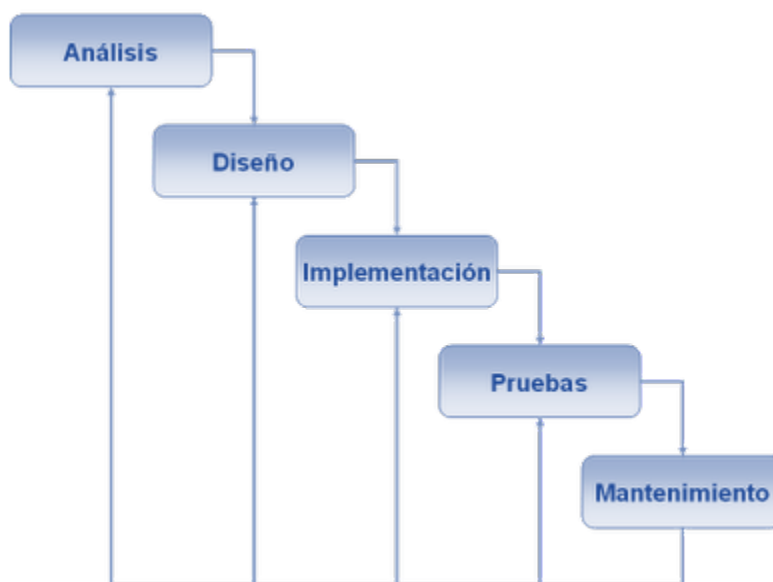 Análisis
Diseño
Implementación
Pruebas
Mantenimiento